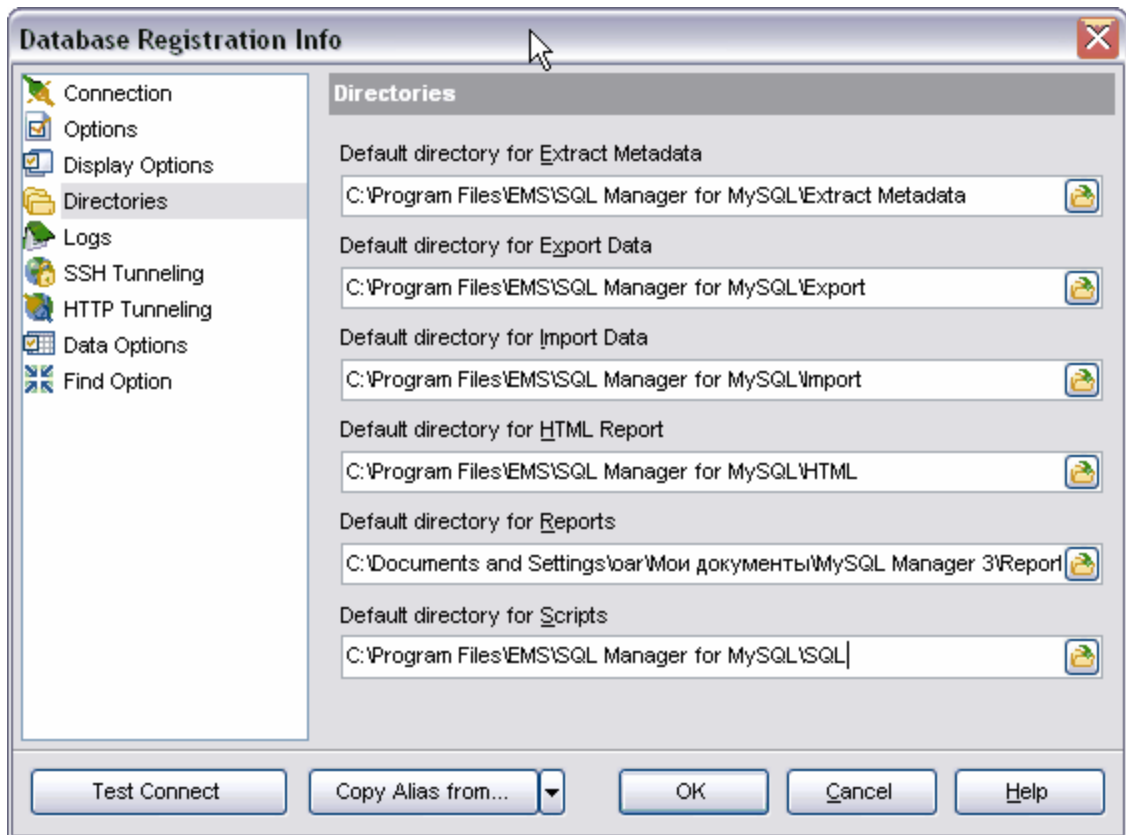 Database Registration Info
Connection
Options
Display Options
Directories
Logs
SSH Tunneling
HTTP Tunneling
Data Options
Find Option
Directories
Default directory for Extract Metadata
C:\Program Files\EMS\SQL Manager for MySQL\Extract Metadata
Default directory for Export Data
C:\Program Files\EMS\SQL Manager for MySQL\Export
Default directory for Import Data
C:\Program Files\EMS\SQL Manager for MySQL\Import
Default directory for HTML Report
C:\Program Files\EMS\SQL Manager for MySQL\HTML
Default directory for Reports
C:\Documents and Settings\oar\Мои документы\MySQL Manager 3\Report
Default directory for Scripts
C:\Program Files\EMS\SQL Manager for MySQL\SQL
Test Connect
Copy Alias from...
OK
Cancel
Help